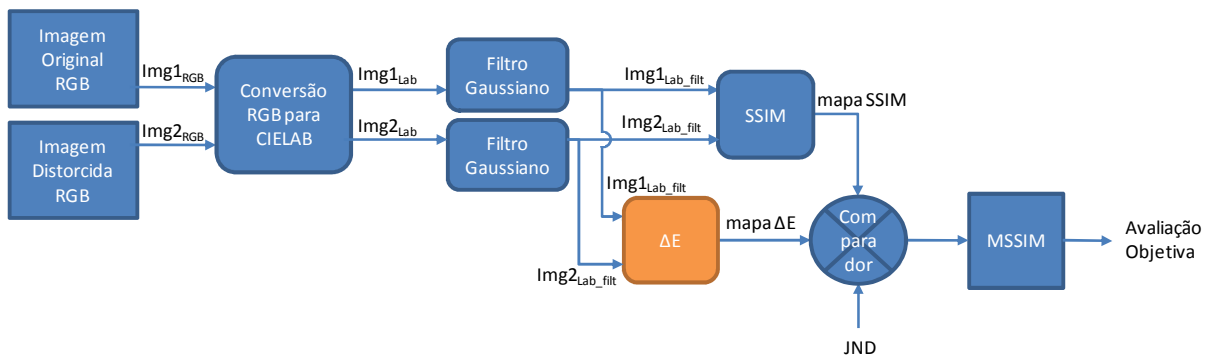 Imagem
Original
RGB
Imagem
Distorcida
RGB
Img1RGB
Img2RGB
Conversão
RGB para
CIELAB
Img1Lab
Img2Lab
Filtro
Gaussiano
Filtro
Gaussiano
Img1Lab_filt
Img2Lab_filt
SSIM
mapa SSIM
Img1Lab_filt
Img2Lab_filt
ΔE
mapa ΔE
Com
para
dor
JND
MSSIM
Avaliação
Objetiva